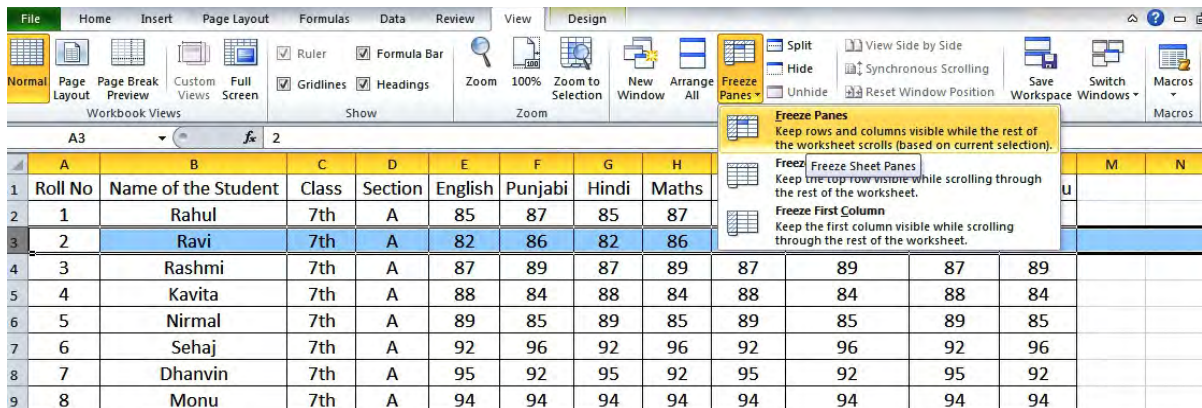 File Home Insert Page Layout Formulas Data Review View Design
Ruler Formula Bar Split View Side by Side
Hide Synchronous Scrolling
Normal Page Layout Page Break Preview Custom Views Full Screen Gridlines Headings Zoom 100% Zoom to Selection New Window Arrange All Freeze Panes Unhide Reset Window Position Save Workspace Switch Windows Macros
Workbook Views Show Zoom Macros
Freeze Panes
Keep rows and columns visible while the rest of
the worksheet scrolls (based on current selection).
Freeze Sheet Panes
Keep the top row visible while scrolling through
the rest of the worksheet.
Freeze First Column
Keep the first column visible while scrolling
through the rest of the worksheet.
A3 fx 2
A B C D E F G H M N
1 Roll No Name of the Student Class Section English Punjabi Hindi Maths
2 1 Rahul 7th A 85 87 85 87
3 2 Ravi 7th A 82 86 82 86
4 3 Rashmi 7th A 87 89 87 89 87 89 87 89
5 4 Kavita 7th A 88 84 88 84 88 84 88 84
6 5 Nirmal 7th A 89 85 89 85 89 85 89 85
7 6 Sehaj 7th A 92 96 92 96 92 96 92 96
8 7 Dhanvin 7th A 95 92 95 92 95 92 95 92
9 8 Monu 7th A 94 94 94 94 94 94 94 94